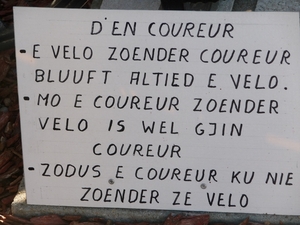 D'EN COUREUR
- E VELO ZOENDER COUREUR
BLUUFT ALTIED E VELO.
- MO E COUREUR ZOENDER
VELO IS WEL GJIN
COUREUR
- ZODUS E COUREUR KU NIE
ZOENDER ZE VELO